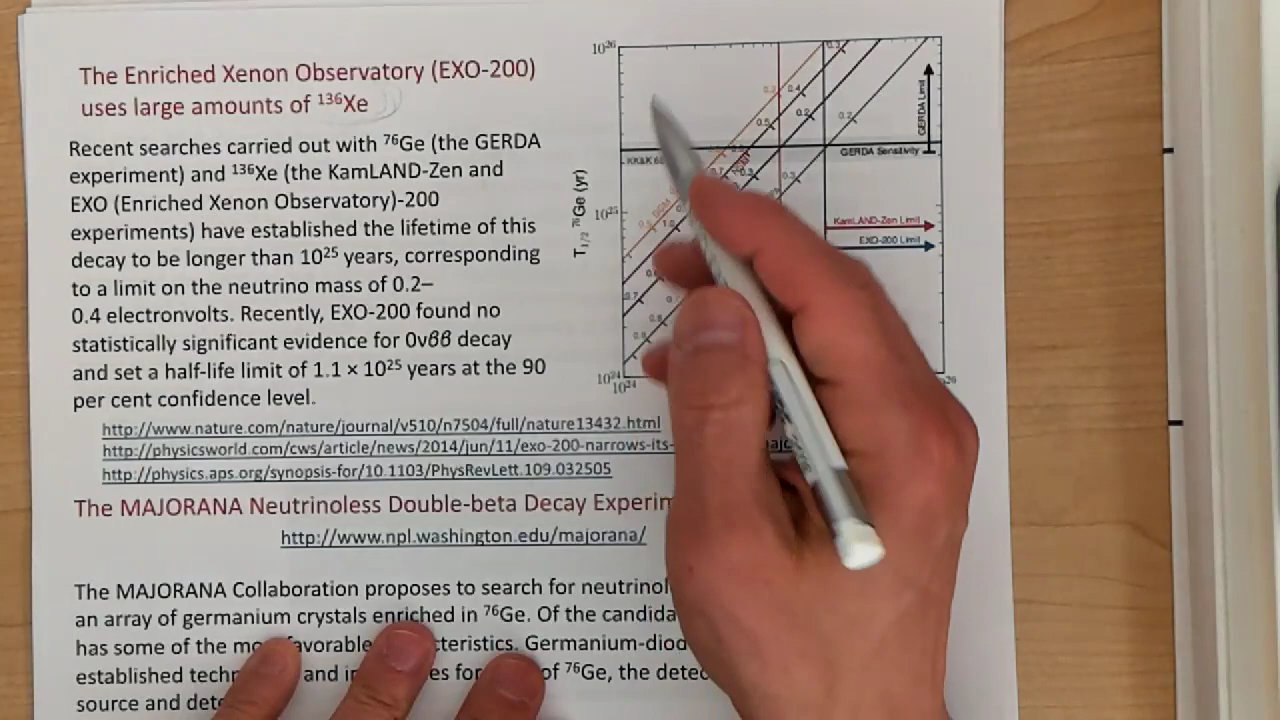 The Enriched Xenon Observatory (EXO-200)
uses large amounts of ¹³⁶Xe
Recent searches carried out with ⁷⁶Ge (the GERDA
experiment) and ¹³⁶Xe (the KamLAND-Zen and
EXO (Enriched Xenon Observatory)-200
experiments) have established the lifetime of this
decay to be longer than 10²⁵ years, corresponding
to a limit on the neutrino mass of 0.2–
0.4 electronvolts. Recently, EXO-200 found no
statistically significant evidence for 0νββ decay
and set a half-life limit of 1.1 × 10²⁵ years at the 90
per cent confidence level.
http://www.nature.com/nature/journal/v510/n7504/full/nature13432.html
http://physicsworld.com/cws/article/news/2014/jun/11/exo-200-narrows-its-
http://physics.aps.org/synopsis-for/10.1103/PhysRevLett.109.032505
The MAJORANA Neutrinoless Double-beta Decay Experim
http://www.npl.washington.edu/majorana/
The MAJORANA Collaboration proposes to search for neutrinol
an array of germanium crystals enriched in ⁷⁶Ge. Of the candida
has some of the mo favorable cteristics. Germanium-diod
established techn and in es for of ⁷⁶Ge, the detec
source and dete
10²⁶
10²⁵
10²⁴
10²⁴
T₁/₂ ⁷⁶Ge (yr)
GERDA Limit
GERDA Sensitivity
KamLAND-Zen Limit
EXO-200 Limit